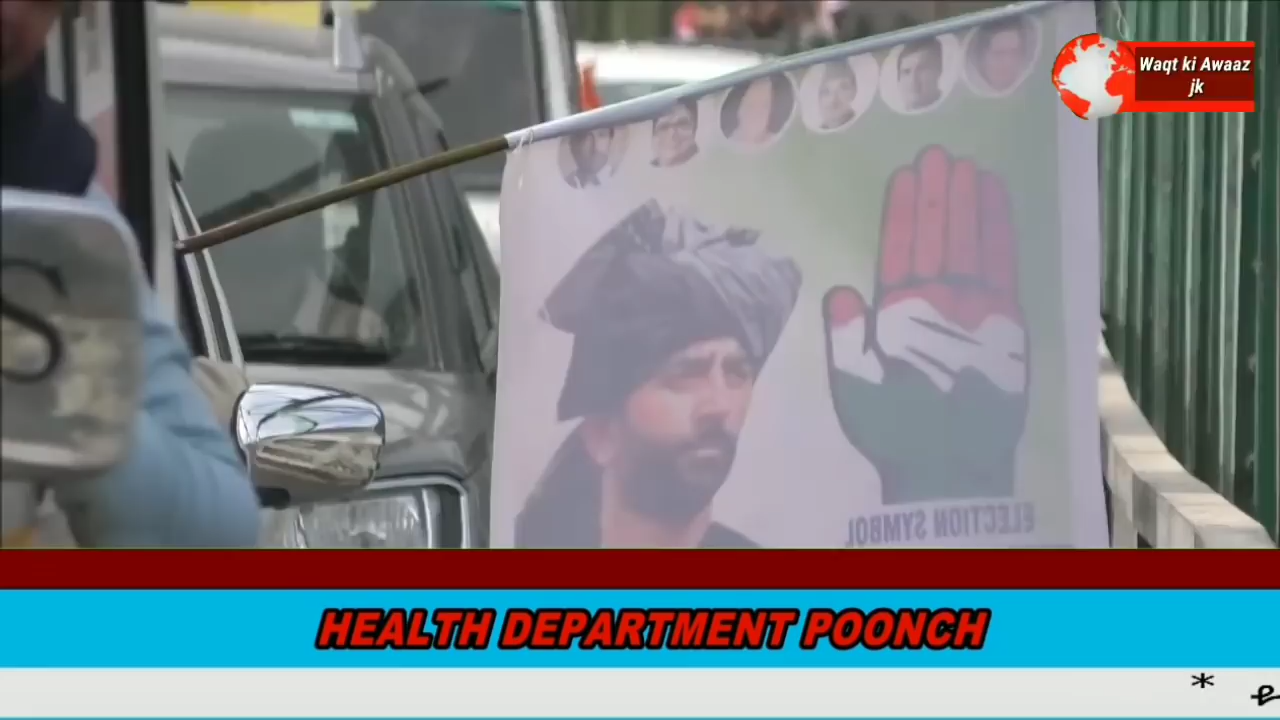 Waqt ki Awaaz
jk
S
ELECTION SYMBOL
HEALTH DEPARTMENT POONCH
*